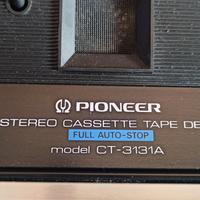 PIONEER
STEREO CASSETTE TAPE DE
FULL AUTO-STOP
model CT-3131A